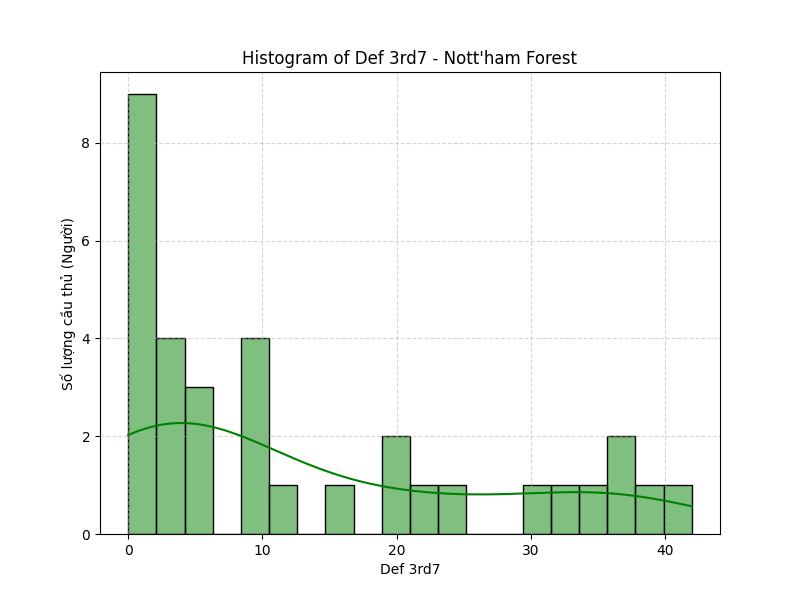 Histogram of Def 3rd7 - Nott'ham Forest
Số lượng cầu thủ (Người)
8
6
4
2
0
0 10 20 30 40
Def 3rd7